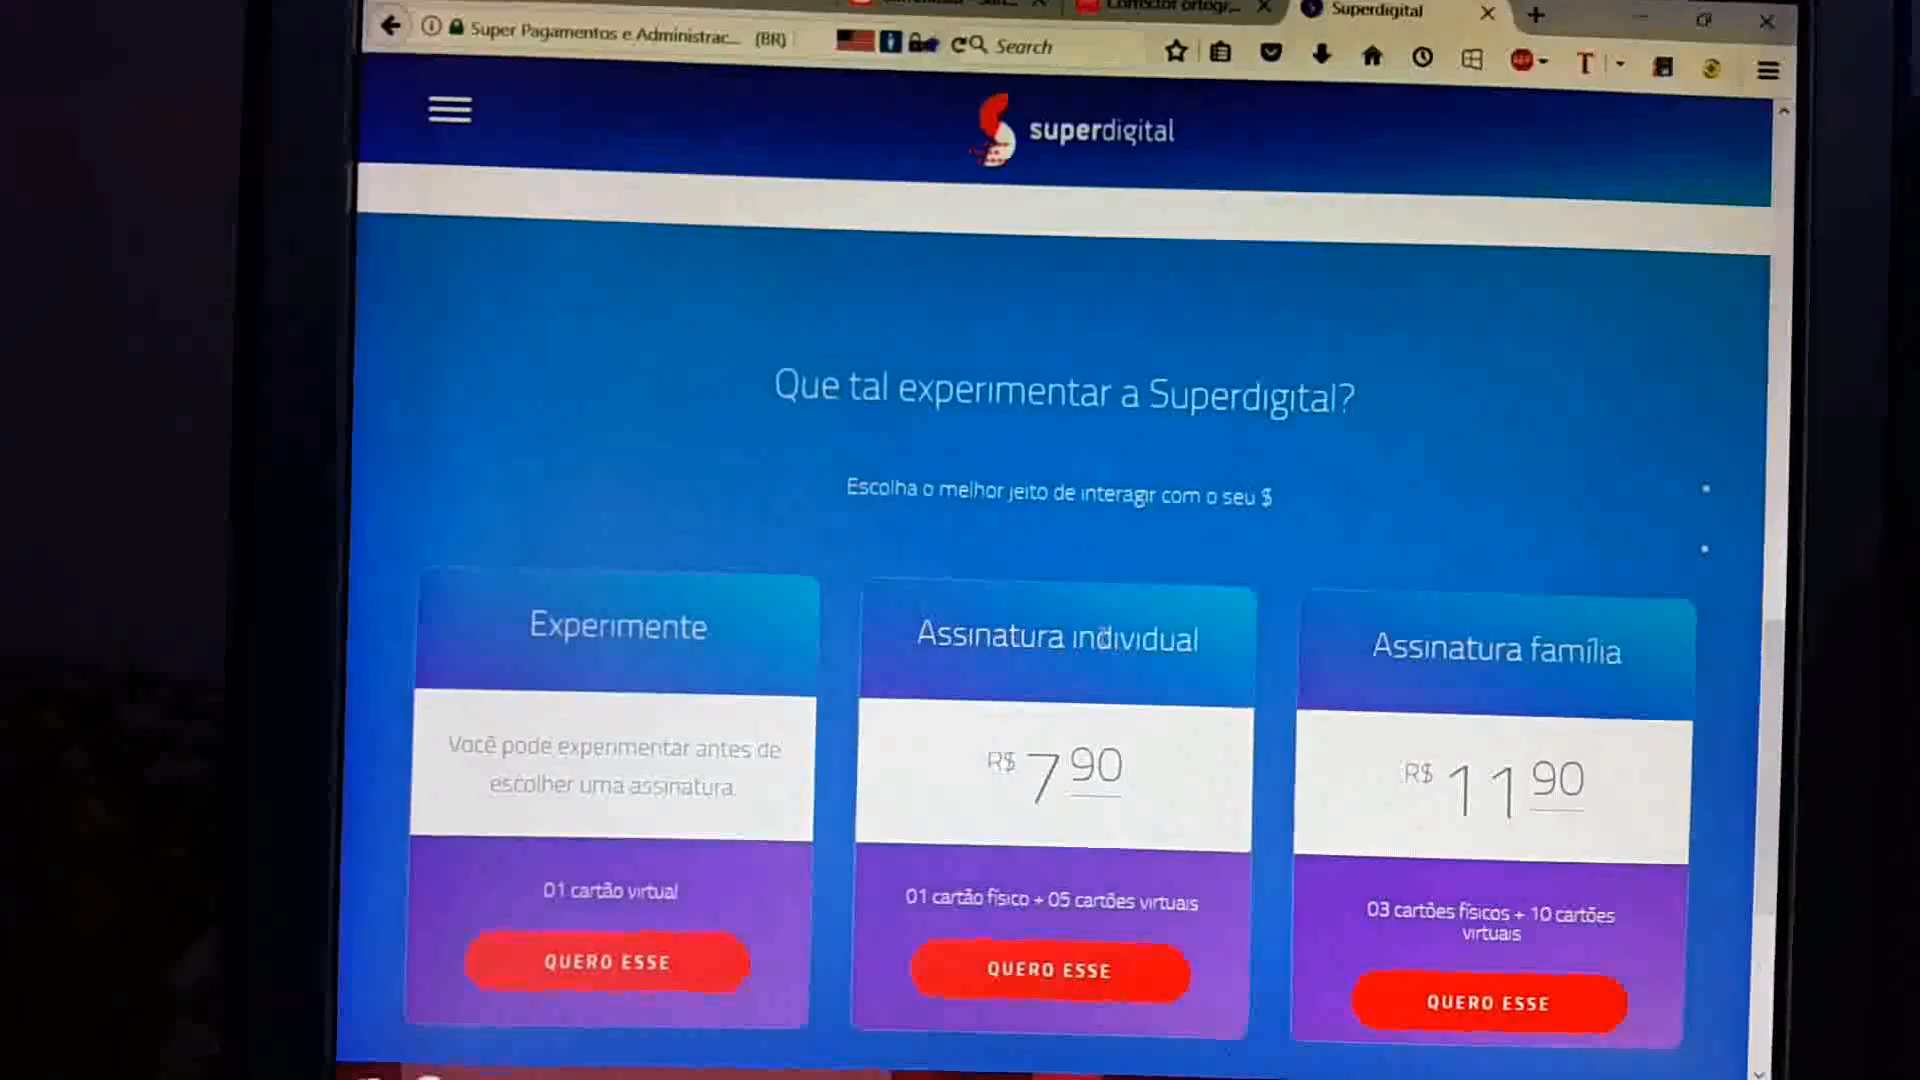 Superdigital
Super Pagamentos e Administrac... (BR)
Search
superdigital
Que tal experimentar a Superdigital?
Escolha o melhor jeito de interagir com o seu $
Experimente
Você pode experimentar antes de
escolher uma assinatura.
01 cartão virtual
QUERO ESSE
Assinatura individual
R$ 7 90
01 cartão físico + 05 cartões virtuais
QUERO ESSE
Assinatura família
R$ 11 90
03 cartões físicos + 10 cartões
virtuais
QUERO ESSE